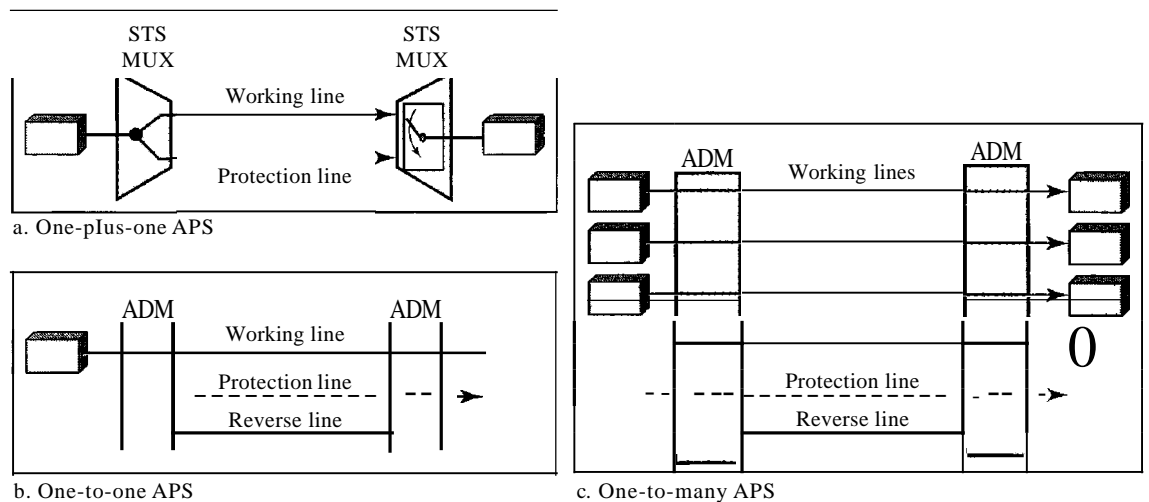 STS
MUX
STS
MUX
Working line
Protection line
a. One-pIus-one APS
ADM
ADM
Working line
Protection line
Reverse line
b. One-to-one APS
ADM
ADM
Working lines
0
Protection line
Reverse line
c. One-to-many APS